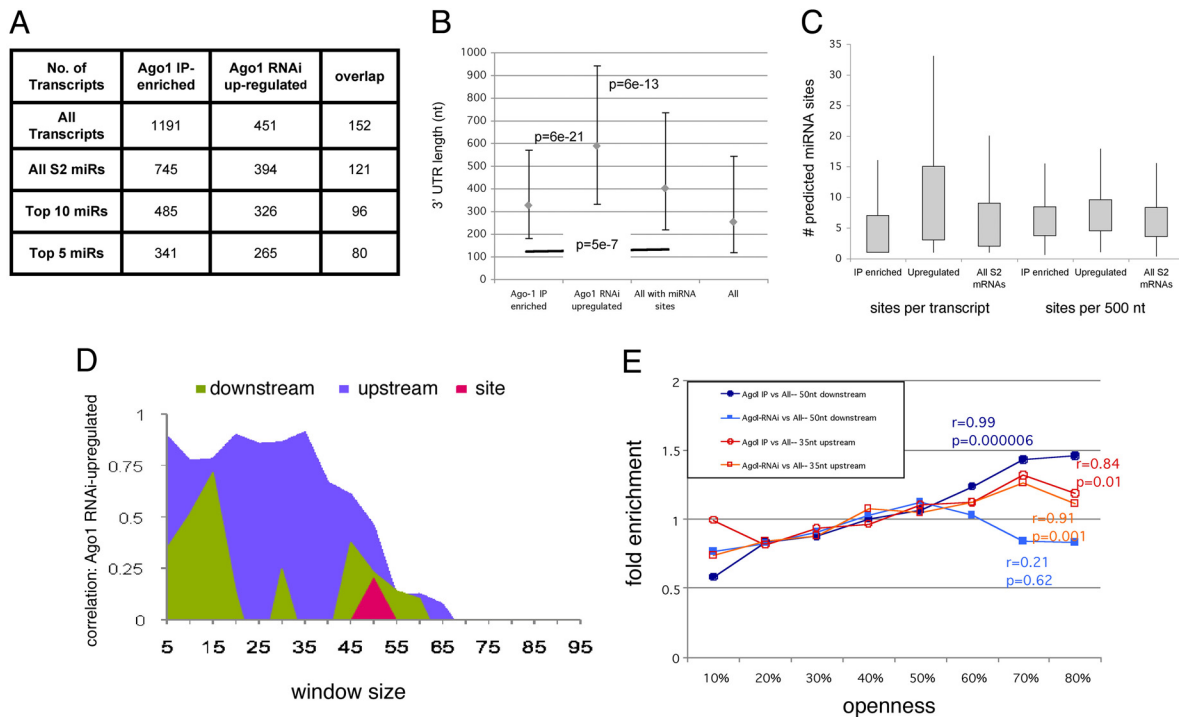 A
No. of Transcripts | Ago1 IP-enriched | Ago1 RNAi up-regulated | overlap
All Transcripts | 1191 | 451 | 152
All S2 miRs | 745 | 394 | 121
Top 10 miRs | 485 | 326 | 96
Top 5 miRs | 341 | 265 | 80
B
3' UTR length (nt)
1000
900
800
700
600
500
400
300
200
100
0
p=6e-21
p=6e-13
p=5e-7
Ago-1 IP enriched
Ago1 RNAi upregulated
All with miRNA sites
All
C
# predicted miRNA sites
35
30
25
20
15
10
5
0
IP enriched
Upregulated
All S2 mRNAs
IP enriched
Upregulated
All S2 mRNAs
sites per transcript
sites per 500 nt
D
downstream
upstream
site
correlation: Ago1 RNAi-upregulated
1
0.75
0.5
0.25
0
5 15 25 35 45 55 65 75 85 95
window size
E
fold enrichment
2
1.5
1
0.5
0
AgoI IP vs All-- 50nt downstream
AgoI-RNAi vs All-- 50nt downstream
AgoI IP vs All-- 35nt upstream
AgoI-RNAi vs All-- 35nt upstream
r=0.99
p=0.000006
r=0.84
p=0.01
r=0.91
p=0.001
r=0.21
p=0.62
10% 20% 30% 40% 50% 60% 70% 80%
openness